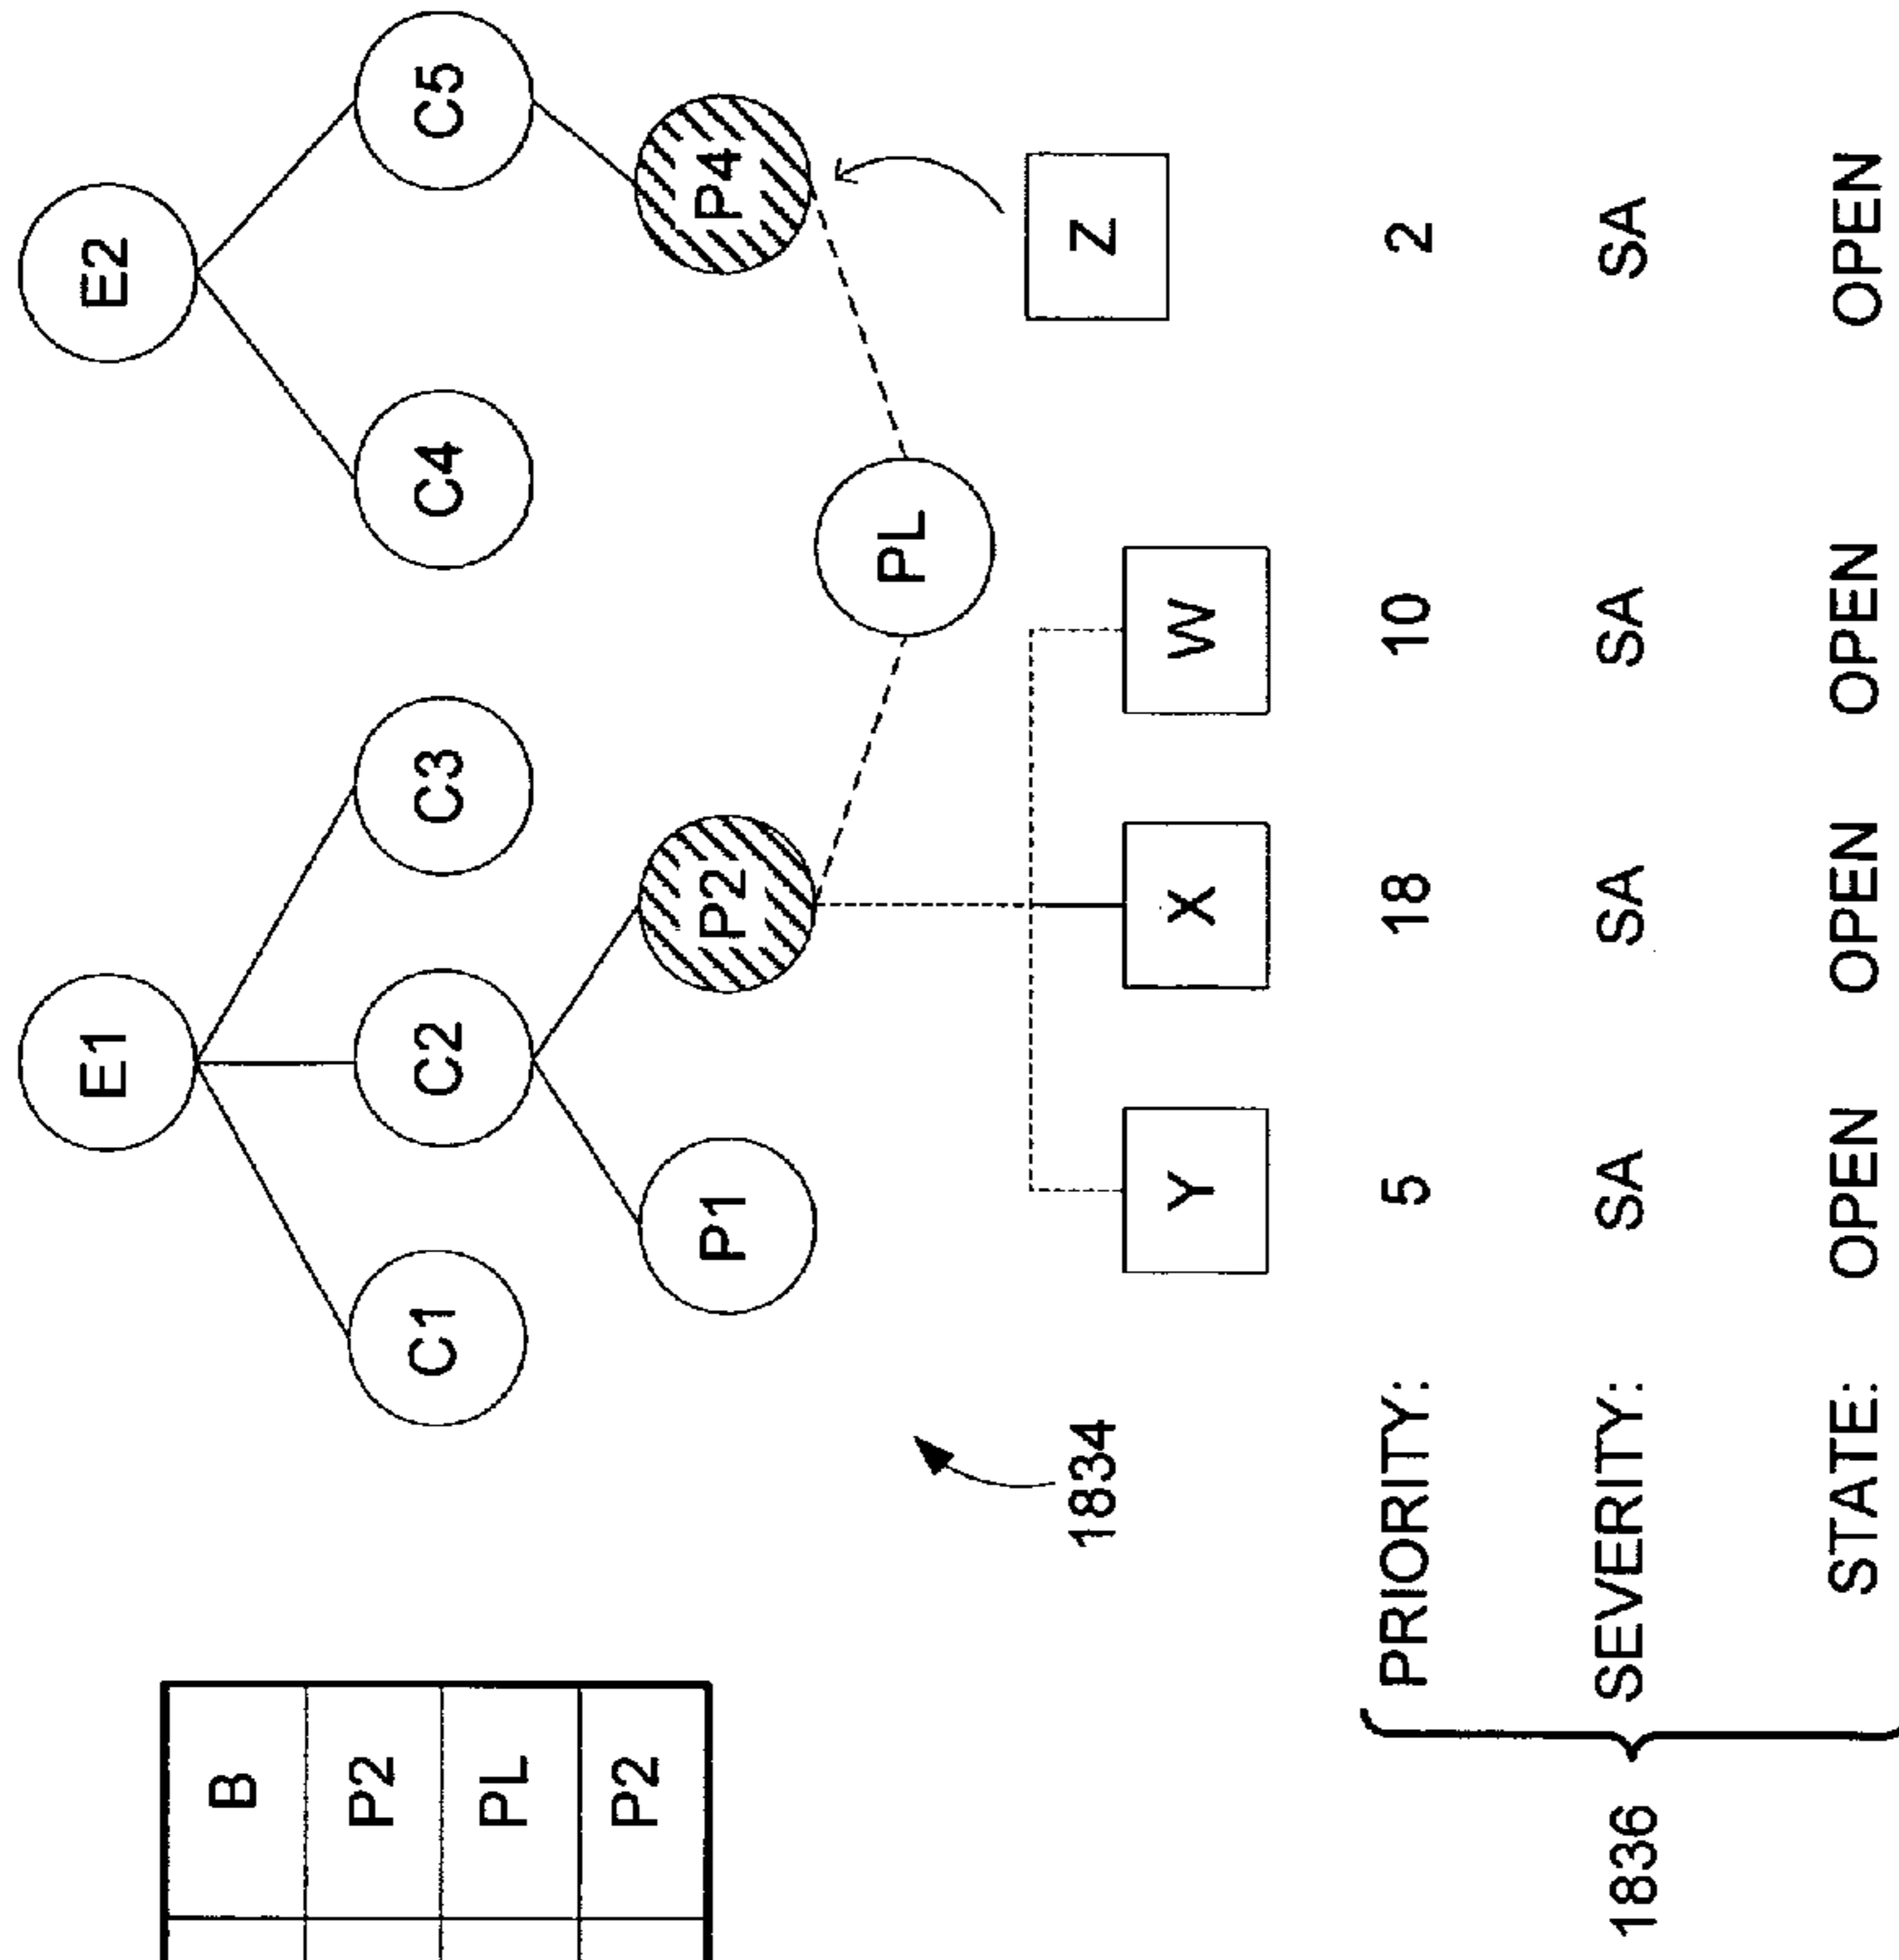 B
P2
PL
P2
E1 E2
C1 C2 C3 C4 C5
P1 P2 P4
PL
1834
Z
Y X W
PRIORITY: 5 18 10 2
1836 SEVERITY: SA SA SA SA
STATE: OPEN OPEN OPEN OPEN